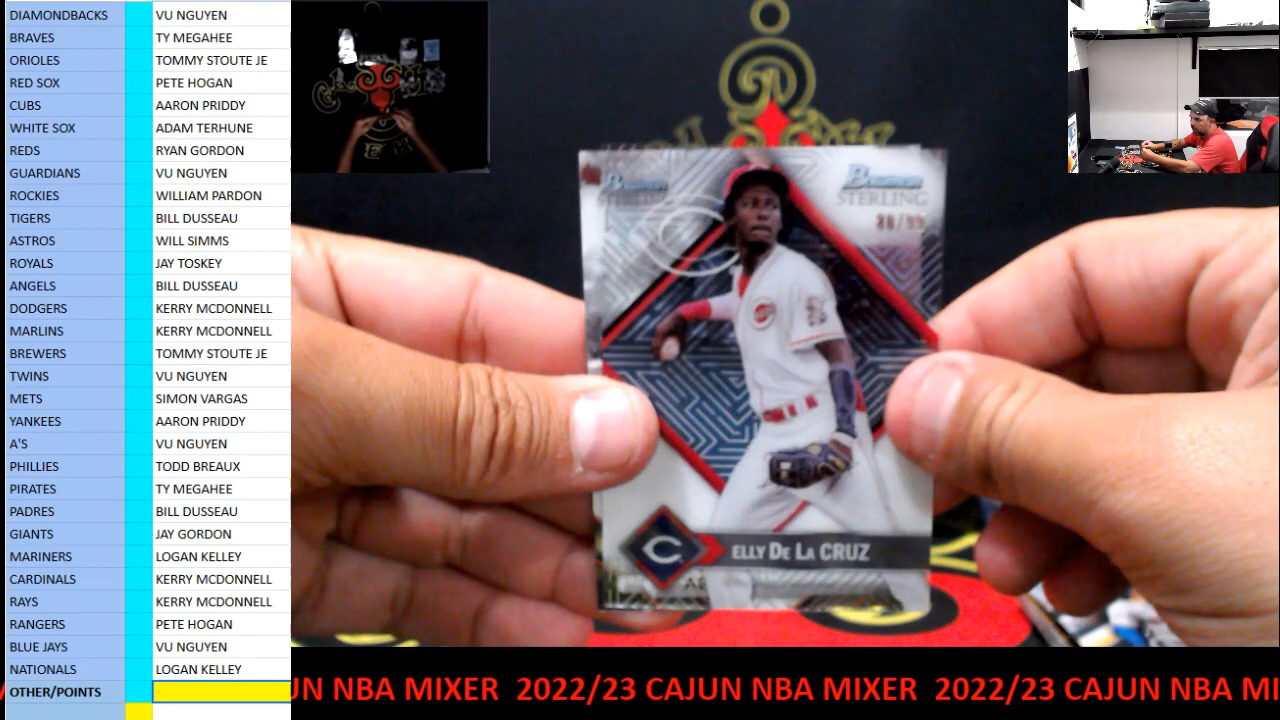 DIAMONDBACKS VU NGUYEN
BRAVES TY MEGAHEE
ORIOLES TOMMY STOUTE JE
RED SOX PETE HOGAN
CUBS AARON PRIDDY
WHITE SOX ADAM TERHUNE
REDS RYAN GORDON
GUARDIANS VU NGUYEN
ROCKIES WILLIAM PARDON
TIGERS BILL DUSSEAU
ASTROS WILL SIMMS
ROYALS JAY TOSKEY
ANGELS BILL DUSSEAU
DODGERS KERRY MCDONNELL
MARLINS KERRY MCDONNELL
BREWERS TOMMY STOUTE JE
TWINS VU NGUYEN
METS SIMON VARGAS
YANKEES AARON PRIDDY
A'S VU NGUYEN
PHILLIES TODD BREAUX
PIRATES TY MEGAHEE
PADRES BILL DUSSEAU
GIANTS JAY GORDON
MARINERS LOGAN KELLEY
CARDINALS KERRY MCDONNELL
RAYS KERRY MCDONNELL
RANGERS PETE HOGAN
BLUE JAYS VU NGUYEN
NATIONALS LOGAN KELLEY
OTHER/POINTS
Bowman
STERLING
Bowman
STERLING
C ELLY DE LA CRUZ
UN NBA MIXER 2022/23 CAJUN NBA MIXER 2022/23 CAJUN NBA MI